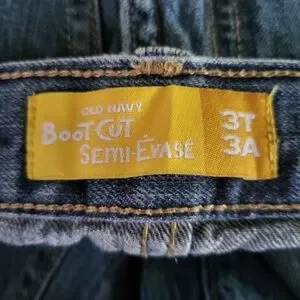 OLD NAVY
BOOT CUT
SEMI-ÉVASÉ
3T
3A